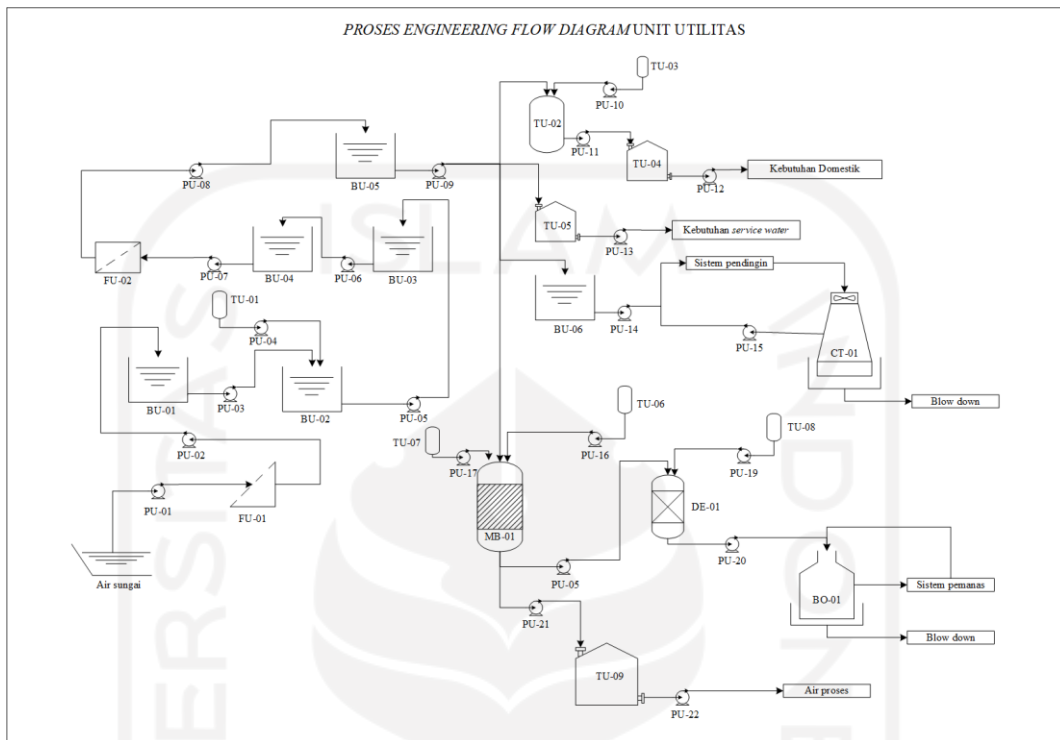 PROSES ENGINEERING FLOW DIAGRAM UNIT UTILITAS
TU-03
PU-10
TU-02
PU-11
TU-04
PU-12
Kebutuhan Domestik
PU-08
BU-05
PU-09
TU-05
PU-13
Kebutuhan service water
FU-02
PU-07
BU-04
PU-06
BU-03
BU-06
PU-14
Sistem pendingin
PU-15
CT-01
Blow down
TU-01
PU-04
BU-01
PU-03
BU-02
PU-05
PU-02
PU-01
FU-01
Air sungai
TU-07
PU-17
TU-06
PU-16
MB-01
TU-08
PU-19
DE-01
PU-05
PU-20
BO-01
Sistem pemanas
Blow down
PU-21
TU-09
PU-22
Air proses
ISLAM
UNIVERSITAS
INDONESIA